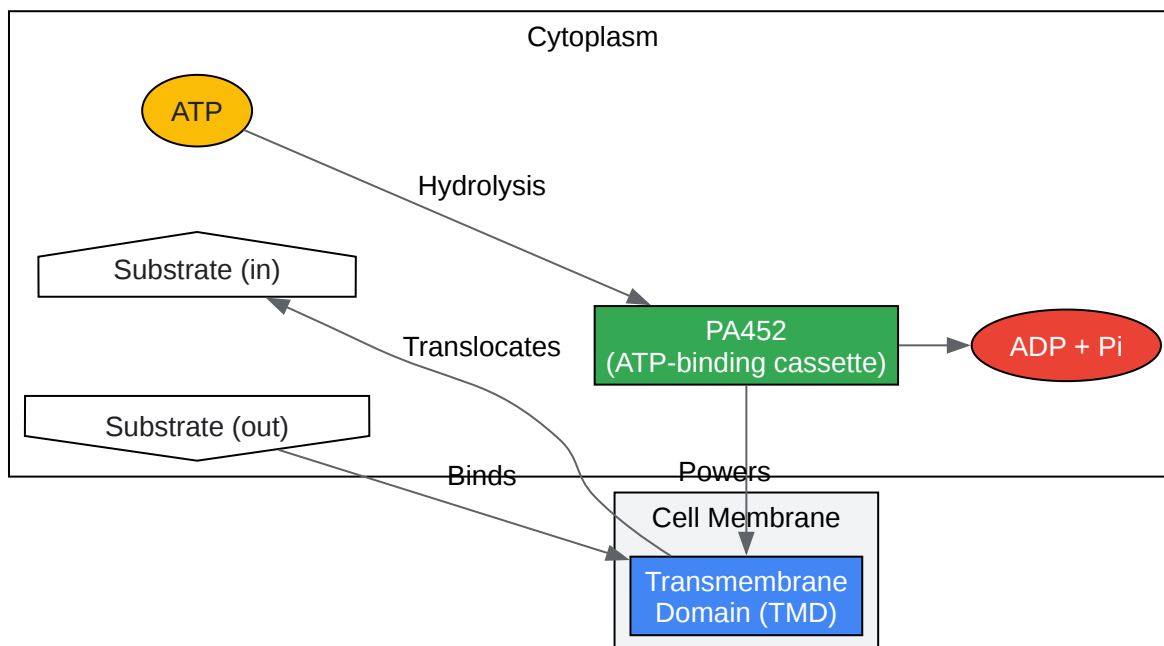 Cytoplasm
ATP
Hydrolysis
Substrate (in)
PA452
(ATP-binding cassette)
ADP + Pi
Translocates
Substrate (out)
Binds
Powers
Cell Membrane
Transmembrane
Domain (TMD)